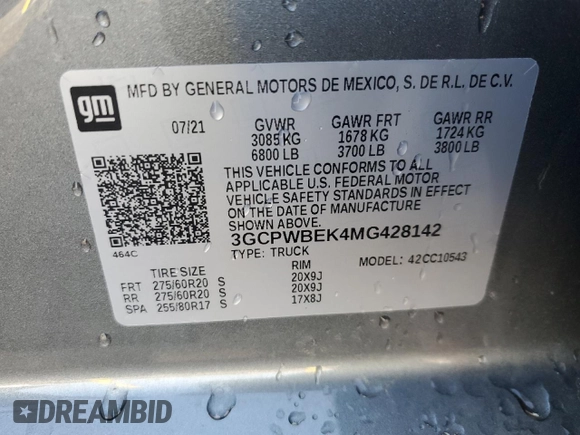 gm
MFD BY GENERAL MOTORS DE MEXICO, S. DE R.L. DE C.V.
07/21 GVWR GAWR FRT GAWR RR
3085 KG 1678 KG 1724 KG
6800 LB 3700 LB 3800 LB
THIS VEHICLE CONFORMS TO ALL
APPLICABLE U.S. FEDERAL MOTOR
VEHICLE SAFETY STANDARDS IN EFFECT
ON THE DATE OF MANUFACTURE
SHOWN ABOVE.
3GCPWBEK4MG428142
464C
TYPE: TRUCK MODEL: 42CC10543
TIRE SIZE RIM
FRT 275/60R20 S 20X9J
RR 275/60R20 S 20X9J
SPA 255/80R17 S 17X8J
DREAMBID